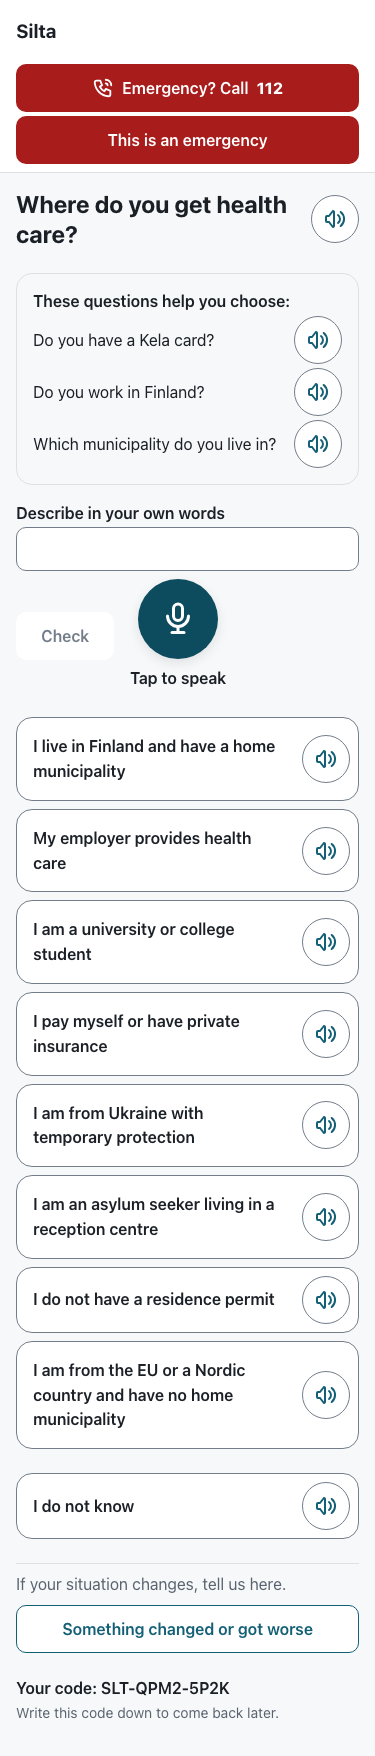 Silta
Emergency? Call 112
This is an emergency
Where do you get health
care?
These questions help you choose:
Do you have a Kela card?
Do you work in Finland?
Which municipality do you live in?
Describe in your own words
Check
Tap to speak
I live in Finland and have a home
municipality
My employer provides health
care
I am a university or college
student
I pay myself or have private
insurance
I am from Ukraine with
temporary protection
I am an asylum seeker living in a
reception centre
I do not have a residence permit
I am from the EU or a Nordic
country and have no home
municipality
I do not know
If your situation changes, tell us here.
Something changed or got worse
Your code: SLT-QPM2-5P2K
Write this code down to come back later.